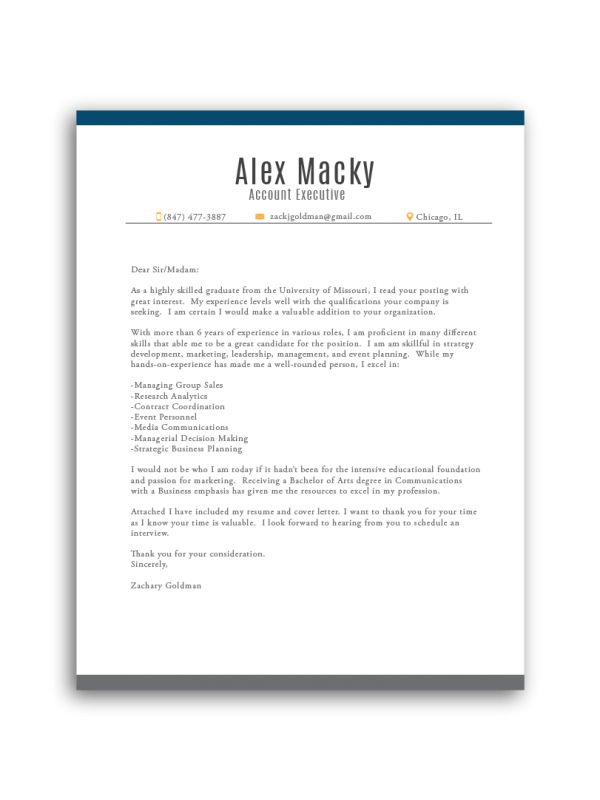 Alex Macky
Account Executive
(847) 477-3887 zackjgoldman@gmail.com Chicago, IL
Dear Sir/Madam:
As a highly skilled graduate from the University of Missouri, I read your posting with
great interest. My experience levels well with the qualifications your company is
seeking. I am certain I would make a valuable addition to your organization.
With more than 6 years of experience in various roles, I am proficient in many different
skills that able me to be a great candidate for the position. I am am skillful in strategy
development, marketing, leadership, management, and event planning. While my
hands-on-experience has made me a well-rounded person, I excel in:
-Managing Group Sales
-Research Analytics
-Contract Coordination
-Event Personnel
-Media Communications
-Managerial Decision Making
-Strategic Business Planning
I would not be who I am today if it hadn't been for the intensive educational foundation
and passion for marketing. Receiving a Bachelor of Arts degree in Communications
with a Business emphasis has given me the resources to excel in my profession.
Attached I have included my resume and cover letter. I want to thank you for your time
as I know your time is valuable. I look forward to hearing from you to schedule an
interview.
Thank you for your consideration.
Sincerely,
Zachary Goldman